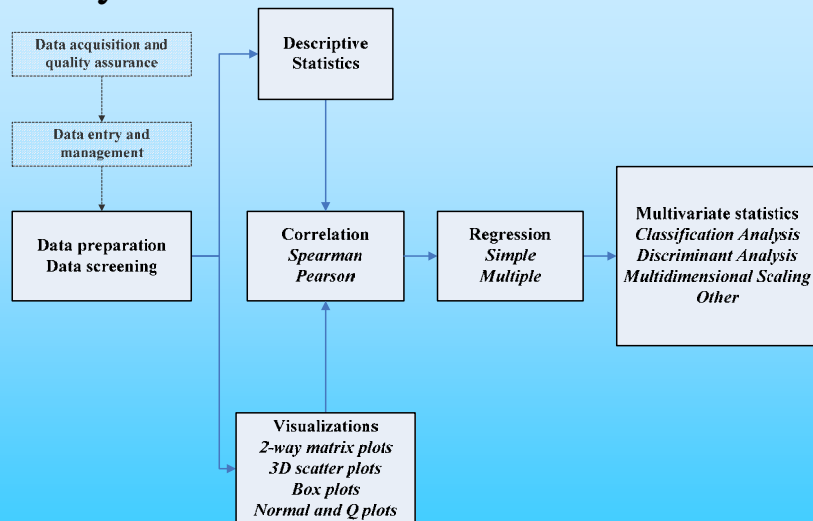 Data acquisition and
quality assurance
Data entry and
management
Data preparation
Data screening
Descriptive
Statistics
Correlation
Spearman
Pearson
Visualizations
2-way matrix plots
3D scatter plots
Box plots
Normal and Q plots
Regression
Simple
Multiple
Multivariate statistics
Classification Analysis
Discriminant Analysis
Multidimensional Scaling
Other